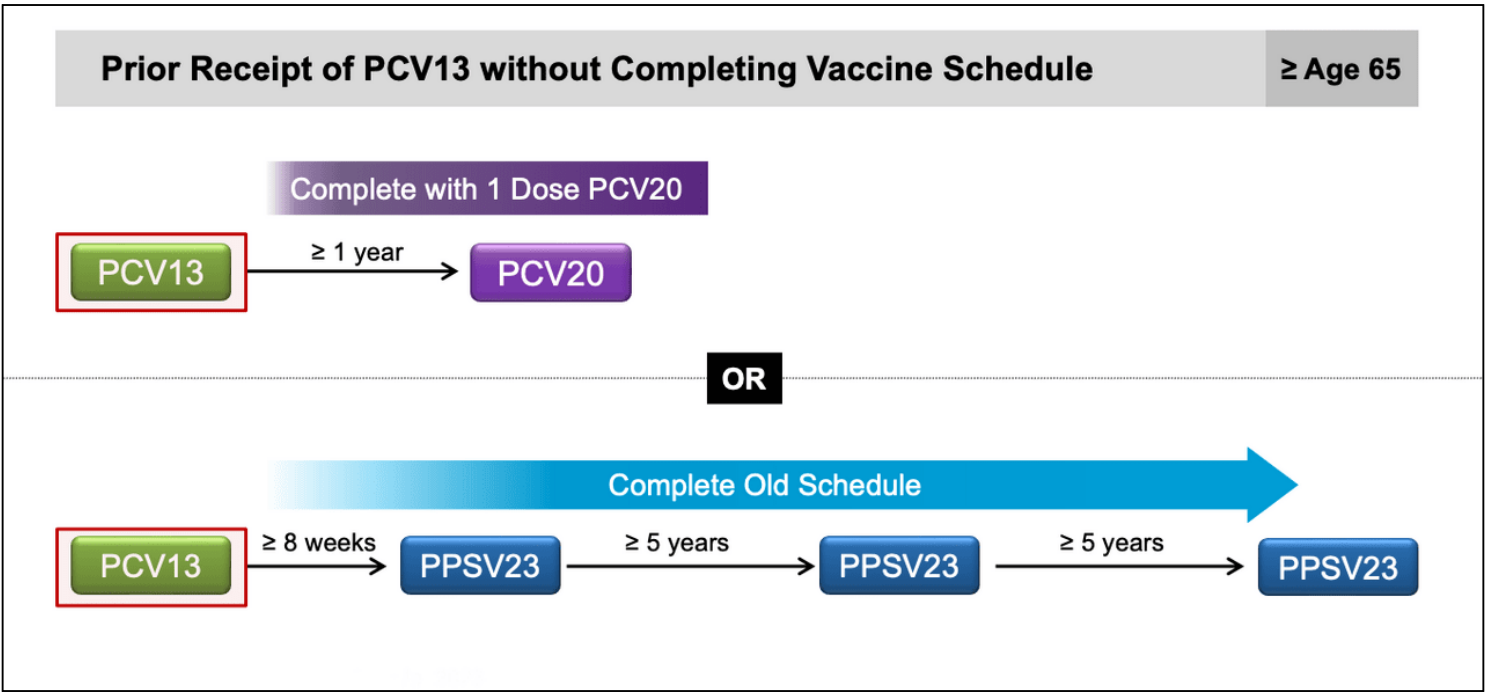 Prior Receipt of PCV13 without Completing Vaccine Schedule
≥ Age 65
Complete with 1 Dose PCV20
PCV13
≥ 1 year
PCV20
OR
Complete Old Schedule
PCV13
≥ 8 weeks
PPSV23
≥ 5 years
PPSV23
≥ 5 years
PPSV23